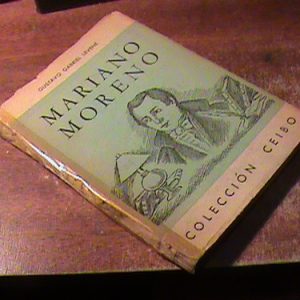 GUSTAVO GABRIEL LEVENE
MARIANO
MORENO
COLECCIÓN CEIBO